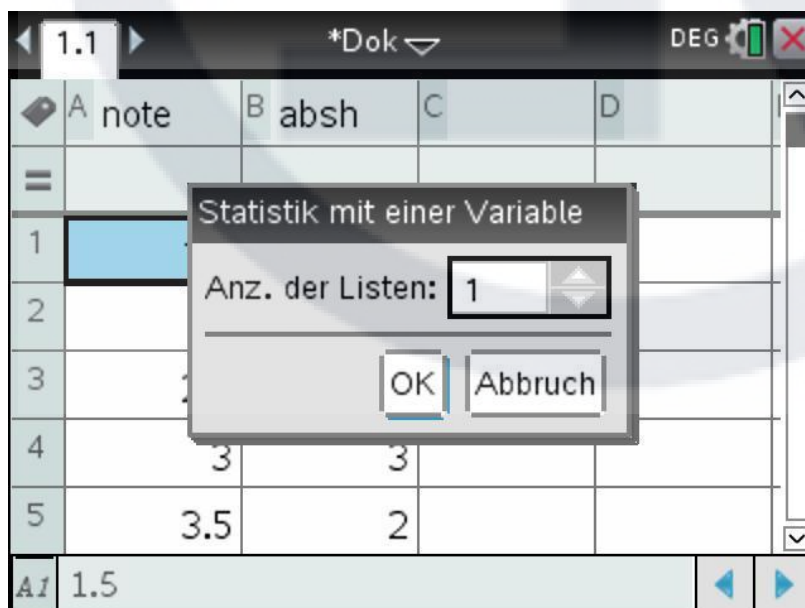 1.1 *Dok DEG
A note B absh C D
Statistik mit einer Variable
1
Anz. der Listen: 1
2
3
OK Abbruch
4 3 3
5 3.5 2
A1 1.5